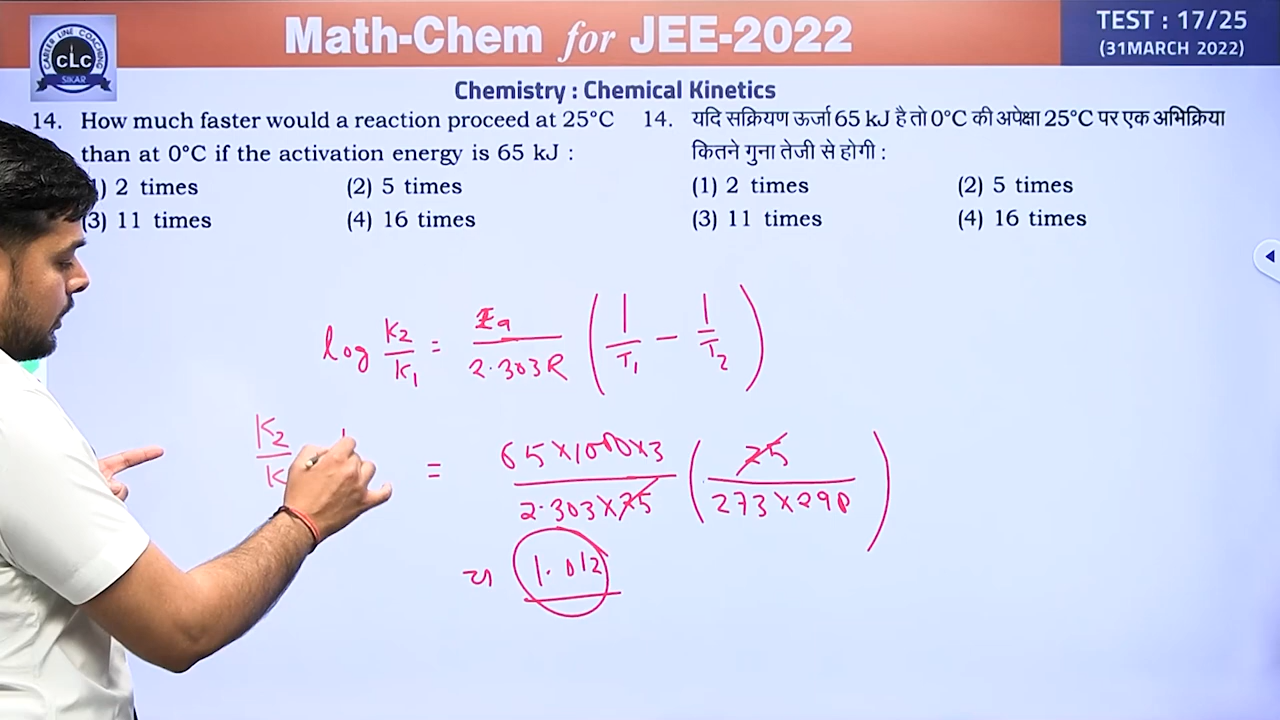 Math-Chem for JEE-2022
TEST : 17/25
(31MARCH 2022)
CAREER LINE COACHING
CLC
SIKAR
Chemistry : Chemical Kinetics
14. How much faster would a reaction proceed at 25°C
than at 0°C if the activation energy is 65 kJ :
) 2 times (2) 5 times
(3) 11 times (4) 16 times
14. यदि सक्रियण ऊर्जा 65 kJ है तो 0°C की अपेक्षा 25°C पर एक अभिक्रिया
कितने गुना तेजी से होगी :
(1) 2 times (2) 5 times
(3) 11 times (4) 16 times
log K2/K1 = Ea/2.303R (1/T1 - 1/T2)
K2/K = 65×1000×3/2.303×25 (25/273×298)
1.012